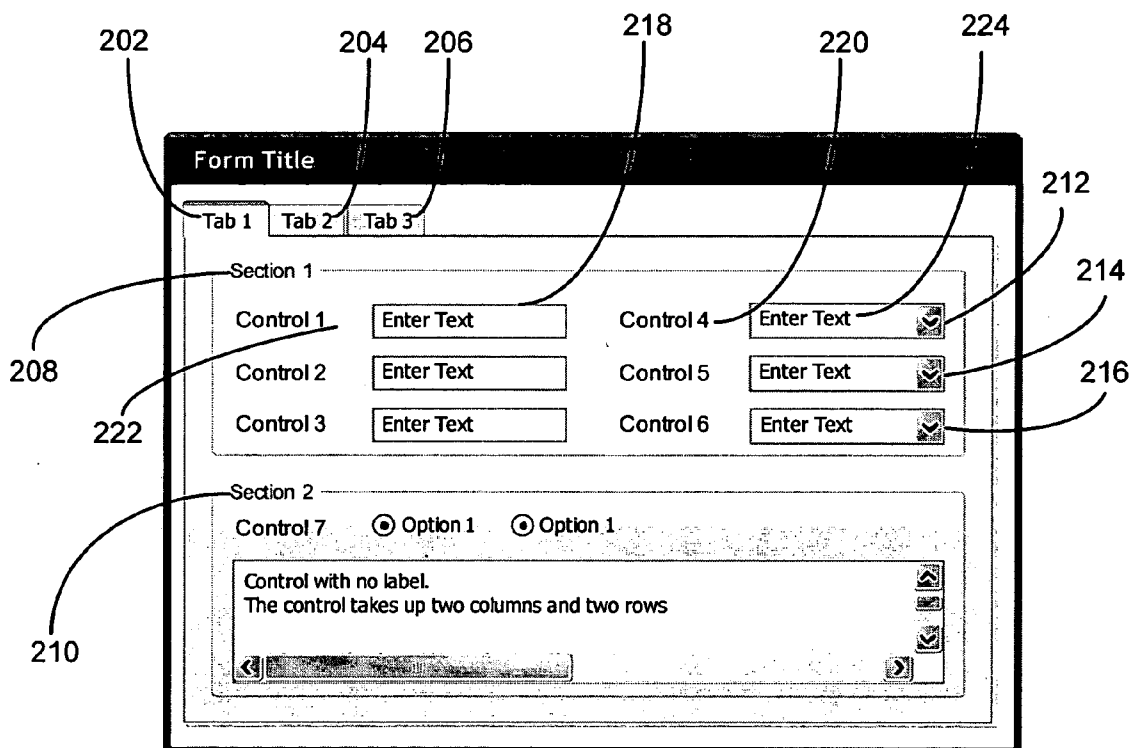 218 224
202 204 206 220
Form Title
212
Tab 1 Tab 2 Tab 3
Section 1
214
Control 1 Enter Text Control 4 Enter Text
208
Control 2 Enter Text Control 5 Enter Text
216
222
Control 3 Enter Text Control 6 Enter Text
Section 2
Control 7 Option 1 Option 1
Control with no label.
The control takes up two columns and two rows
210